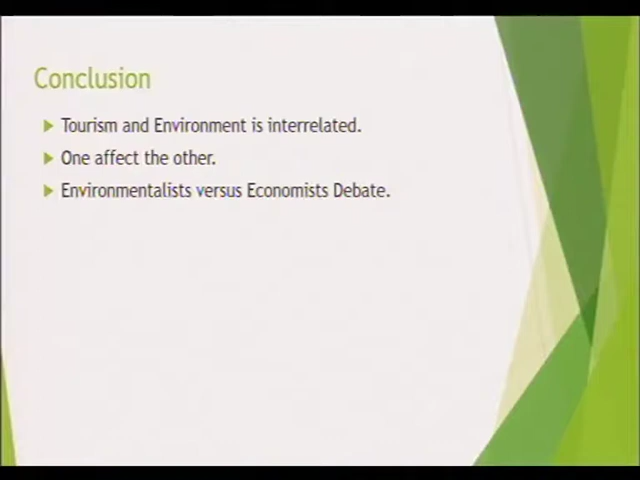 Conclusion
Tourism and Environment is interrelated.
One affect the other.
Environmentalists versus Economists Debate.